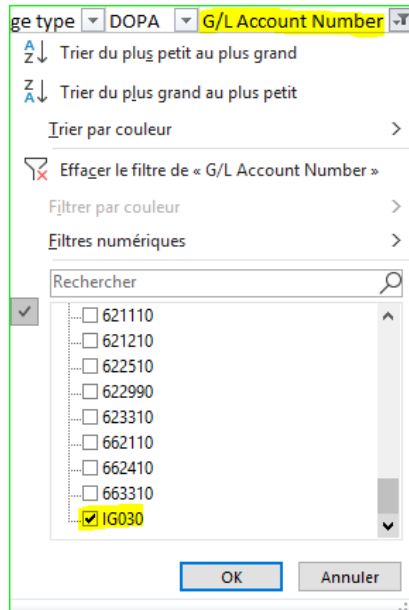 ge type DOPA G/L Account Number
Trier du plus petit au plus grand
Trier du plus grand au plus petit
Trier par couleur
Effacer le filtre de « G/L Account Number »
Filtrer par couleur
Filtres numériques
Rechercher
621110
621210
622510
622990
623310
662110
662410
663310
IG030
OK Annuler